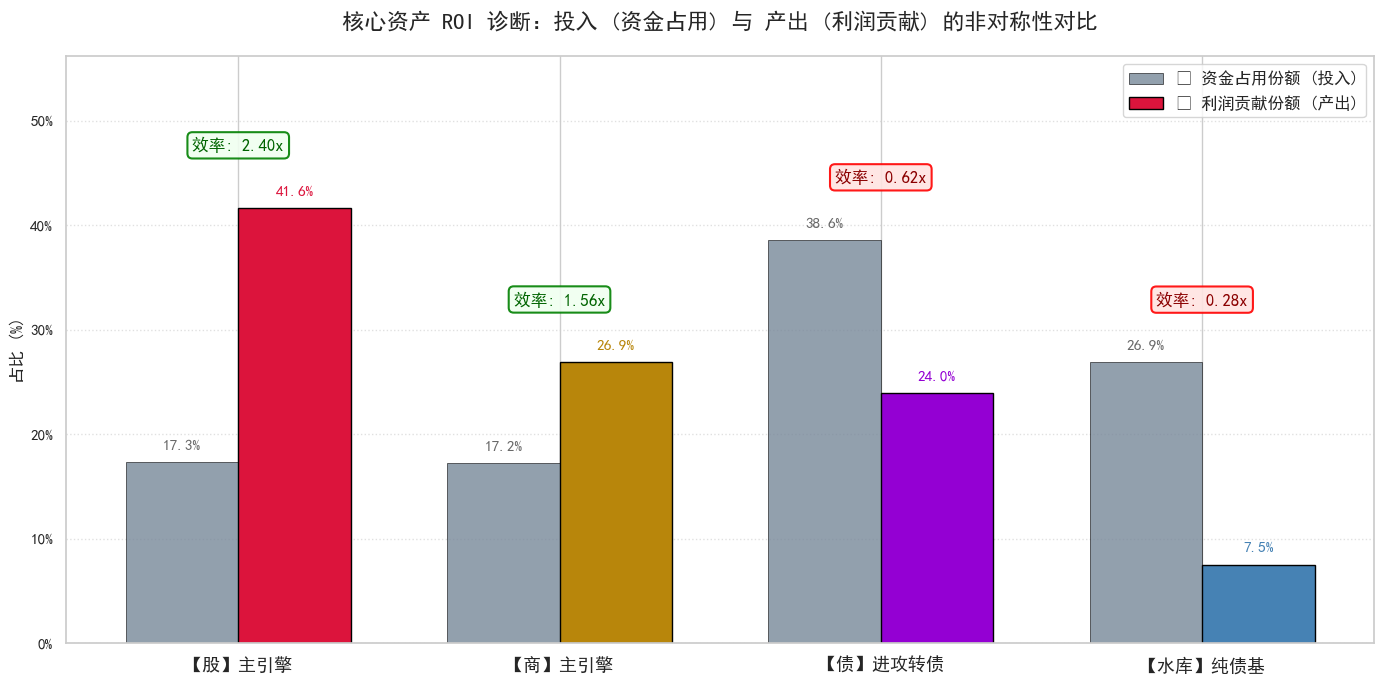 核心资产 ROI 诊断：投入 (资金占用) 与 产出 (利润贡献) 的非对称性对比
□ 资金占用份额 (投入)
□ 利润贡献份额 (产出)
占比 (%)
50%
40%
30%
20%
10%
0%
效率: 2.40x
41.6%
17.3%
效率: 1.56x
26.9%
17.2%
效率: 0.62x
38.6%
24.0%
效率: 0.28x
26.9%
7.5%
【股】主引擎
【商】主引擎
【债】进攻转债
【水库】纯债基